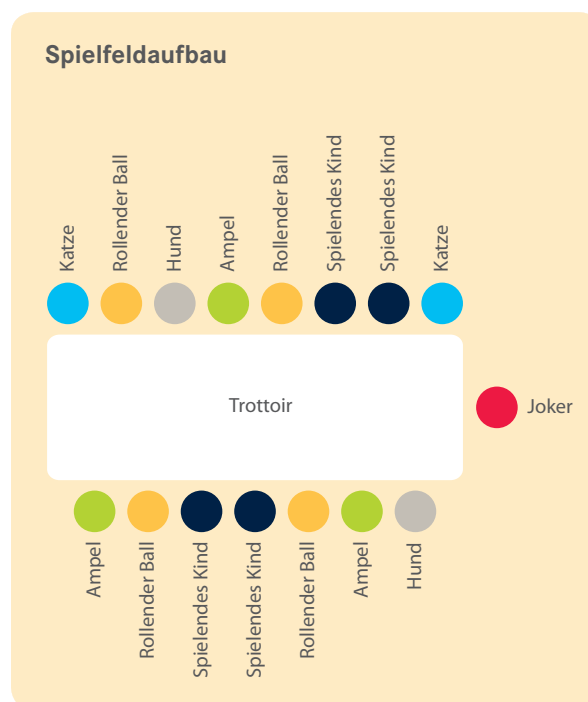 Spielfeldaufbau
Katze
Rollender Ball
Hund
Ampel
Rollender Ball
Spielendes Kind
Spielendes Kind
Katze
Trottoir
Joker
Ampel
Rollender Ball
Spielendes Kind
Spielendes Kind
Rollender Ball
Ampel
Hund